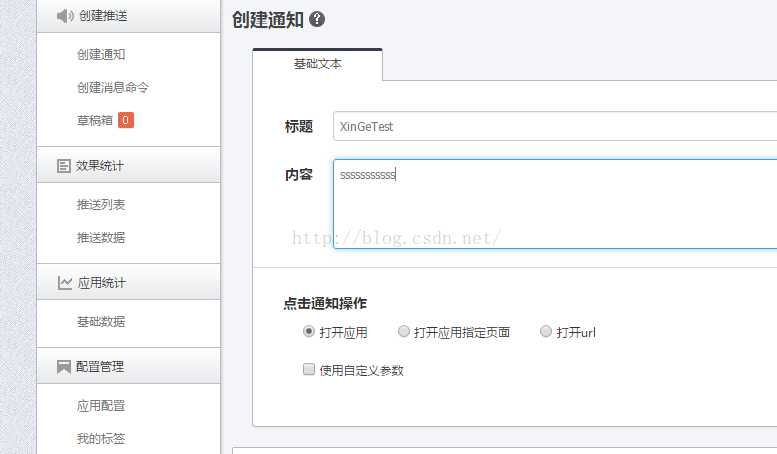 创建推送
创建通知
创建消息命令
草稿箱 0
效果统计
推送列表
推送数据
应用统计
基础数据
配置管理
应用配置
我的标签
创建通知 ?
基础文本
标题 XinGeTest
内容 sssssssssss
http://blog.csdn.net/
点击通知操作
打开应用 打开应用指定页面 打开url
使用自定义参数